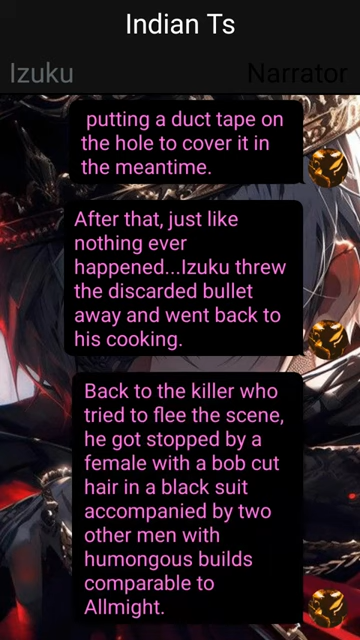 Indian Ts
Izuku
Narrator
putting a duct tape on
the hole to cover it in
the meantime.
After that, just like
nothing ever
happened...Izuku threw
the discarded bullet
away and went back to
his cooking.
Back to the killer who
tried to flee the scene,
he got stopped by a
female with a bob cut
hair in a black suit
accompanied by two
other men with
humongous builds
comparable to
Allmight.